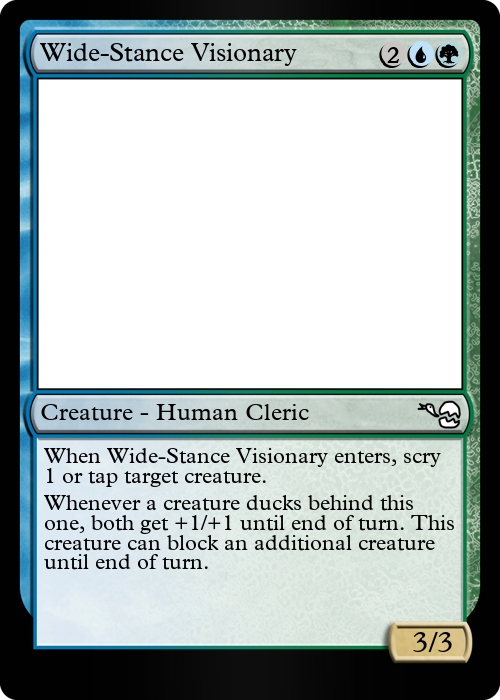 Wide-Stance Visionary 2
Creature - Human Cleric
When Wide-Stance Visionary enters, scry
1 or tap target creature.
Whenever a creature ducks behind this
one, both get +1/+1 until end of turn. This
creature can block an additional creature
until end of turn.
3/3